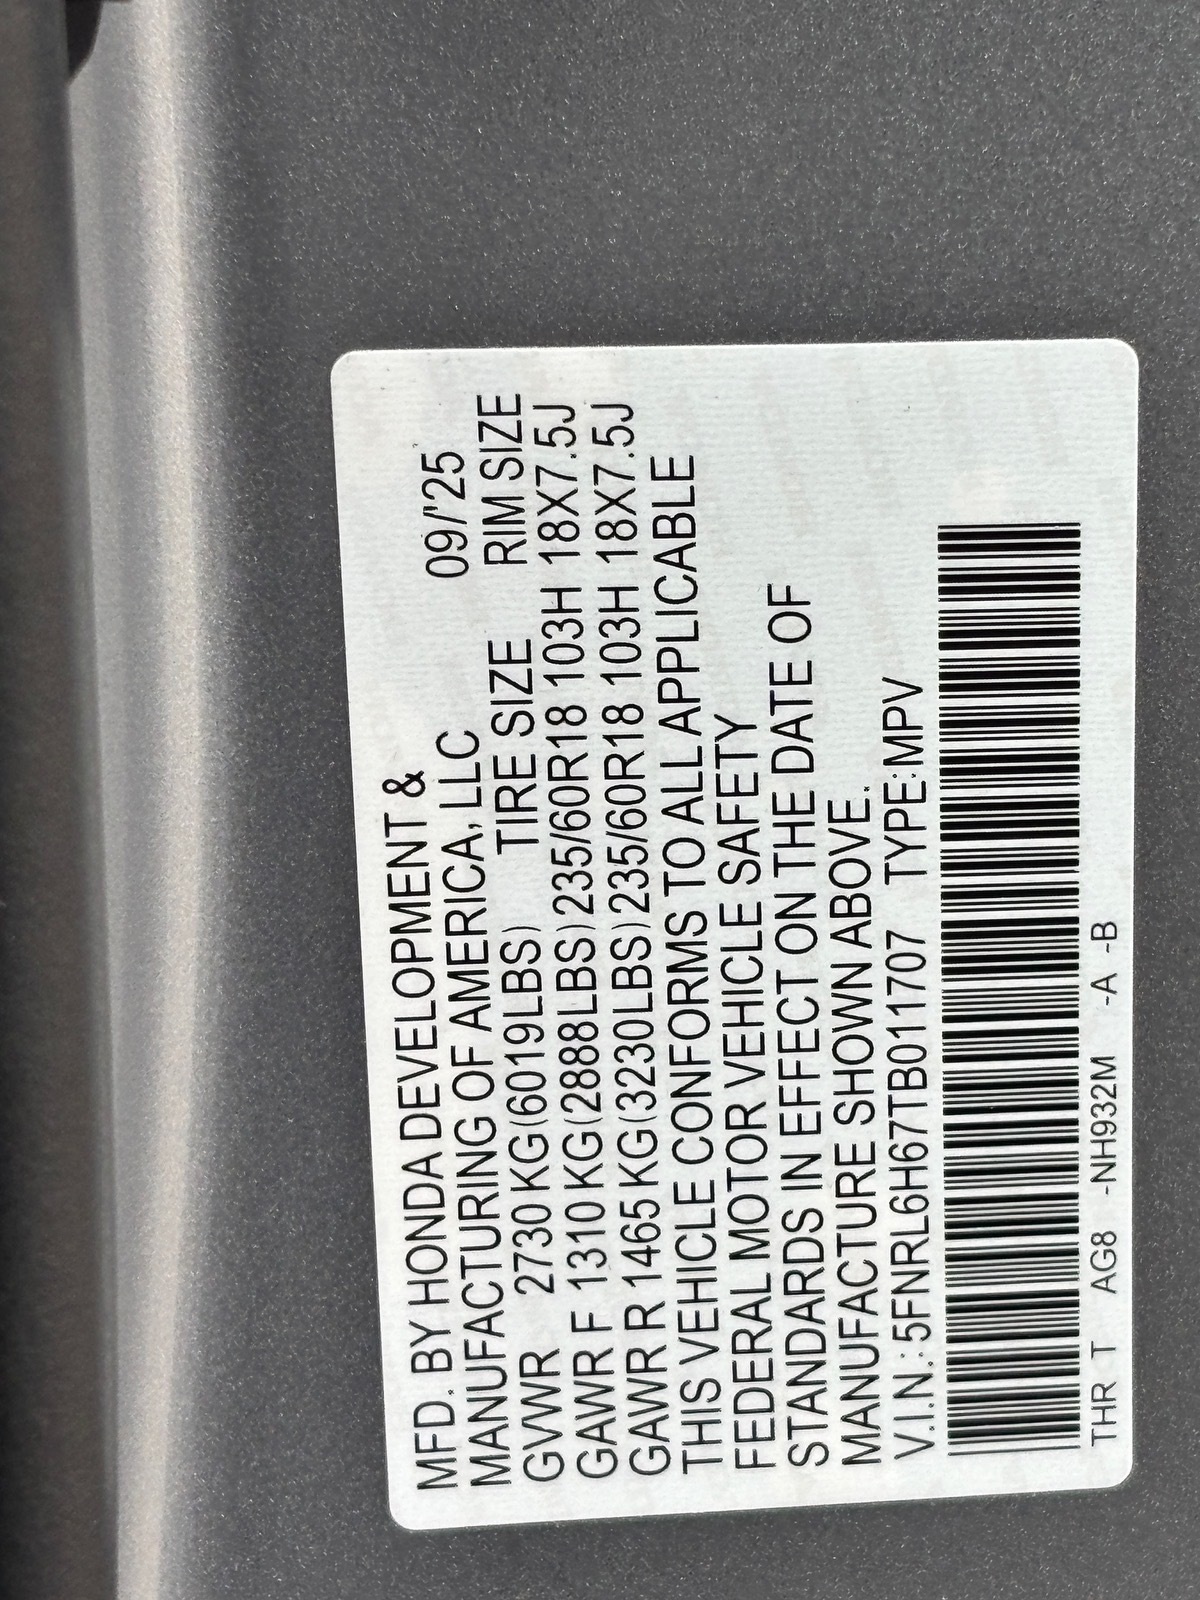 MFD. BY HONDA DEVELOPMENT &
MANUFACTURING OF AMERICA, LLC 09/'25
GVWR 2730 KG(6019LBS) TIRE SIZE RIM SIZE
GAWR F 1310 KG(2888LBS)235/60R18 103H 18X7.5J
GAWR R 1465 KG(3230LBS)235/60R18 103H 18X7.5J
THIS VEHICLE CONFORMS TO ALL APPLICABLE
FEDERAL MOTOR VEHICLE SAFETY
STANDARDS IN EFFECT ON THE DATE OF
MANUFACTURE SHOWN ABOVE.
V.I.N.: 5FNRL6H67TB011707 TYPE:MPV
THR T AG8 -NH932M -A -B